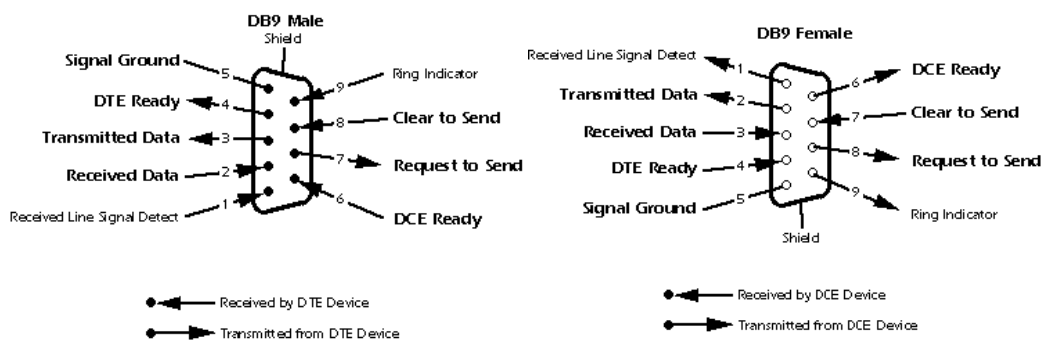 DB9 Male
Shield
Signal Ground
5
9
Ring Indicator
DTE Ready
4
8
Clear to Send
Transmitted Data
3
7
Request to Send
Received Data
2
6
DCE Ready
Received Line Signal Detect
1
Received by DTE Device
Transmitted from DTE Device
DB9 Female
Received Line Signal Detect
1
6
DCE Ready
Transmitted Data
2
7
Clear to Send
Received Data
3
8
Request to Send
DTE Ready
4
9
Ring Indicator
Signal Ground
5
Shield
Received by DCE Device
Transmitted from DCE Device